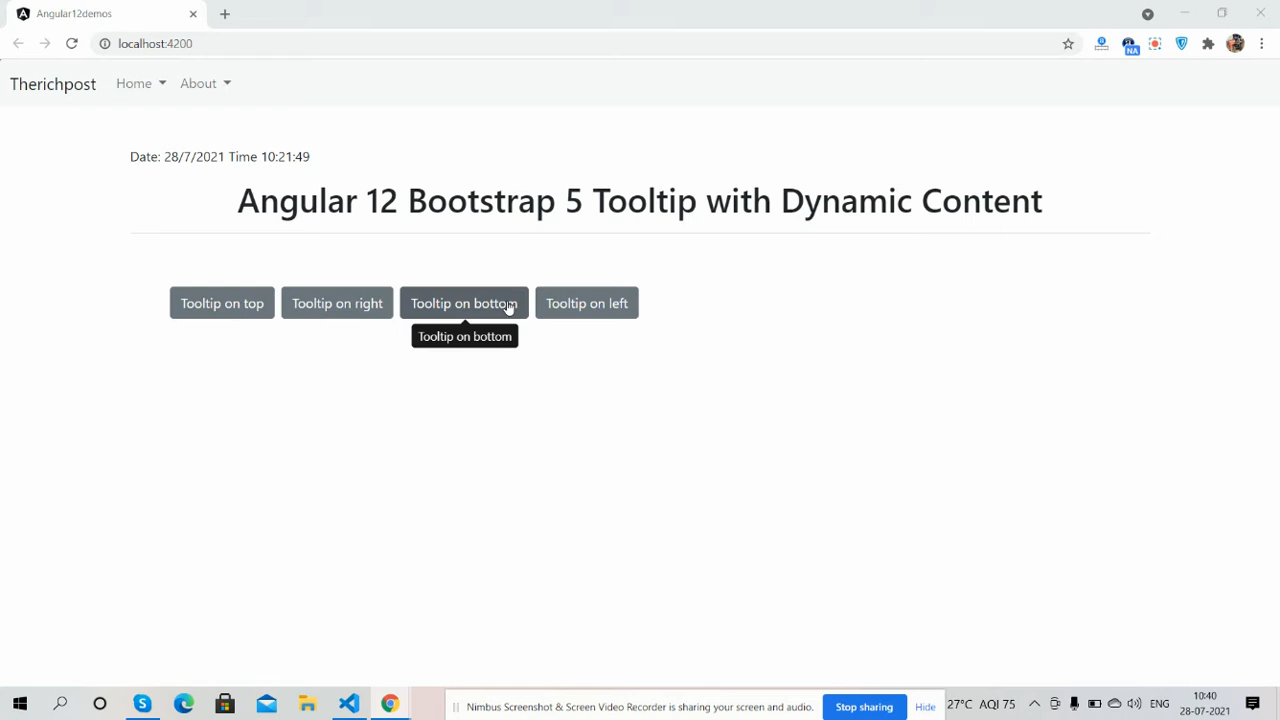 Angular12demos
localhost:4200
NA
Therichpost Home About
Date: 28/7/2021 Time 10:21:49
Angular 12 Bootstrap 5 Tooltip with Dynamic Content
Tooltip on top Tooltip on right Tooltip on bottom Tooltip on left
Tooltip on bottom
Nimbus Screenshot & Screen Video Recorder is sharing your screen and audio. Stop sharing Hide
27°C AQI 75 ENG 10:40
28-07-2021